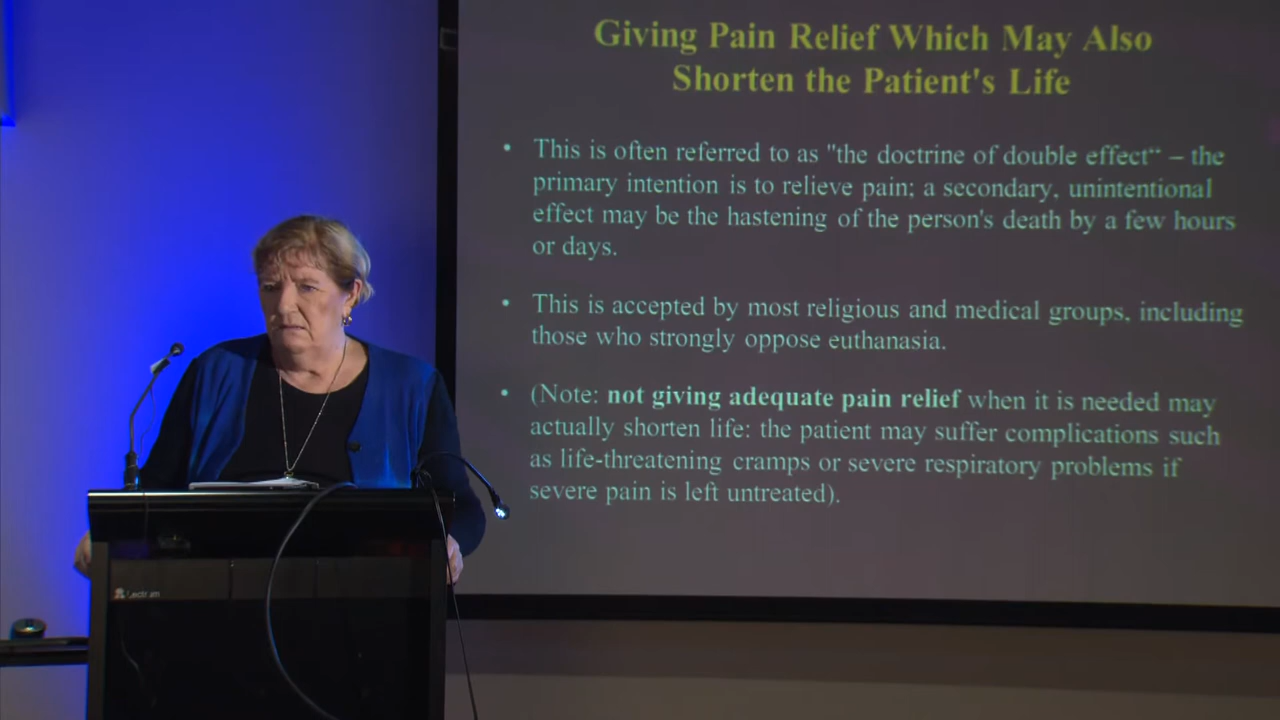 Giving Pain Relief Which May Also
Shorten the Patient's Life
• This is often referred to as "the doctrine of double effect“ – the
primary intention is to relieve pain; a secondary, unintentional
effect may be the hastening of the person's death by a few hours
or days.
• This is accepted by most religious and medical groups, including
those who strongly oppose euthanasia.
• (Note: not giving adequate pain relief when it is needed may
actually shorten life: the patient may suffer complications such
as life-threatening cramps or severe respiratory problems if
severe pain is left untreated).